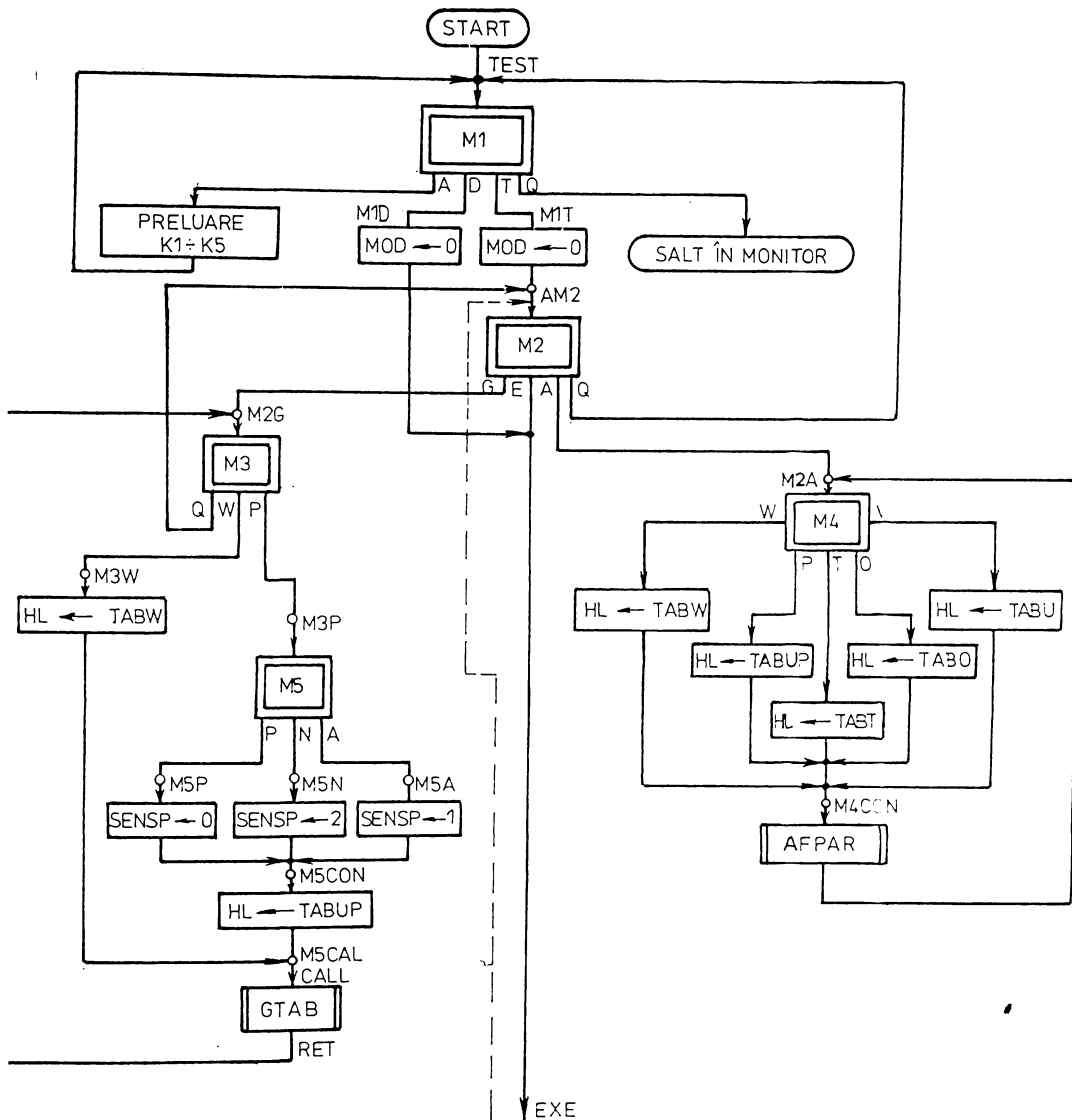 START
TEST
M1
A D T Q
PRELUARE
K1÷K5
M1D
MOD ← 0
M1T
MOD ← 0
SALT ÎN MONITOR
AM2
M2
G E A Q
M2G
M3
Q W P
M3W
HL ← TABW
M3P
M5
P N A
M5P
SENSP ← 0
M5N
SENSP ← 2
M5A
SENSP ← 1
M5CON
HL ← TABUP
M5CAL
CALL
GTAB
RET
M2A
W
M4
P T O
HL ← TABW
HL ← TABUP
HL ← TABT
HL ← TABO
HL ← TABU
M4CON
AFPAR
EXE